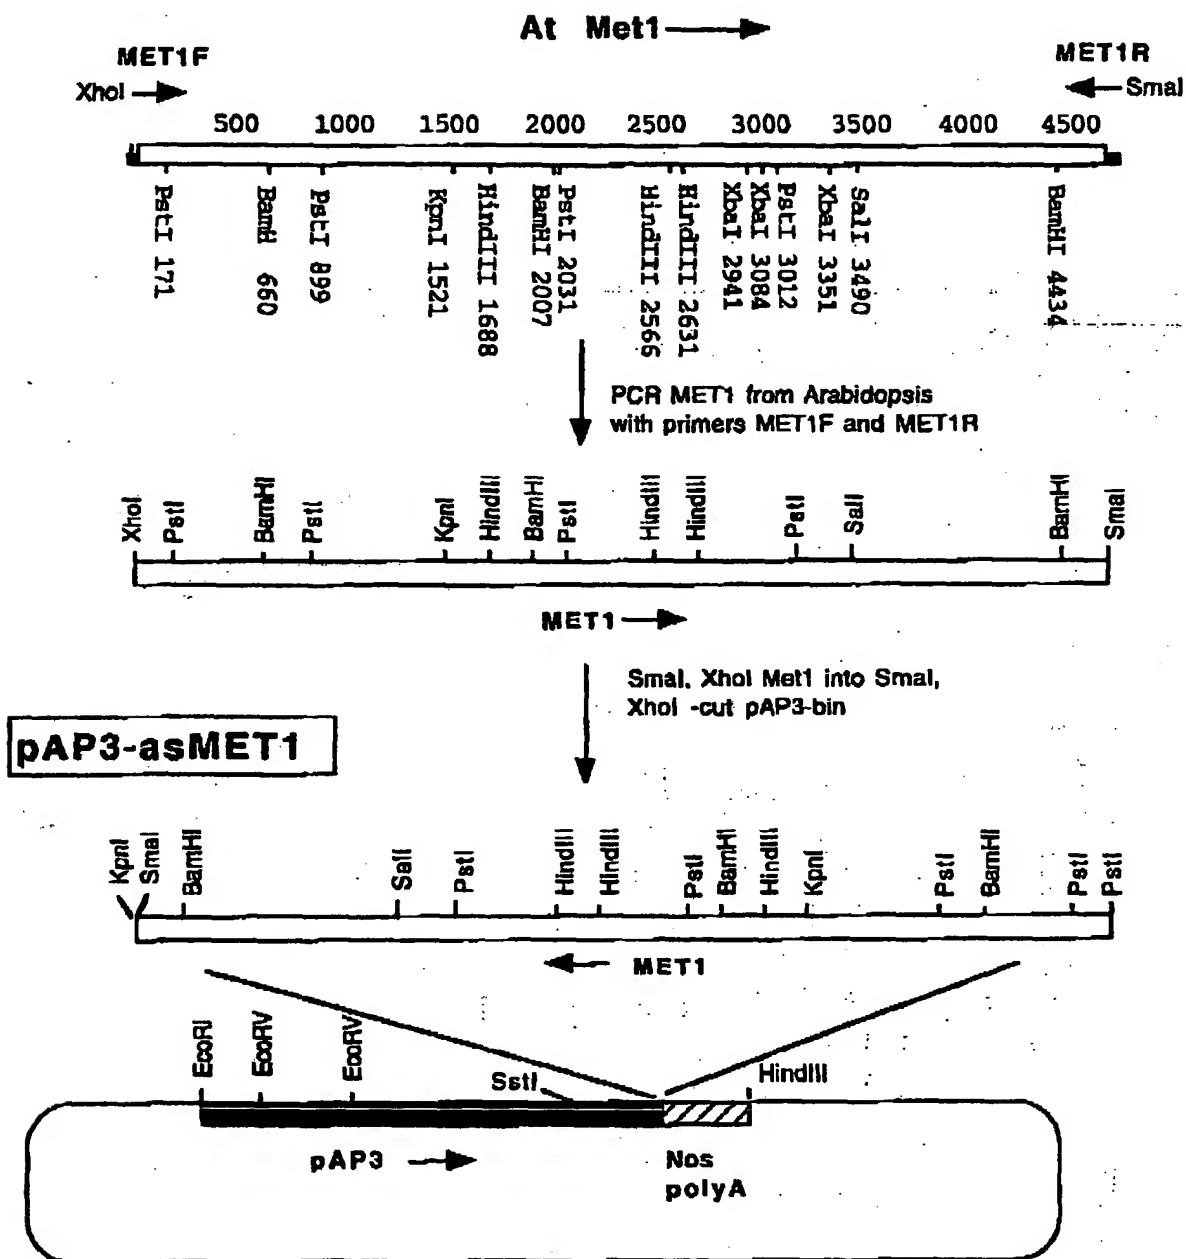 At Met1
MET1F
MET1R
XhoI
SmaI
500 1000 1500 2000 2500 3000 3500 4000 4500
PstI 171
BamH 660
PstI 899
KpnI 1521
HindIII 1688
BamHI 2007
PstI 2031
HindIII 2566
HindIII 2631
XbaI 2941
XbaI 3084
PstI 3012
XbaI 3351
SalI 3490
BamHI 4434
PCR MET1 from Arabidopsis
with primers MET1F and MET1R
XhoI PstI BamHI PstI KpnI HindIII BamHI PstI HindIII HindIII PstI SalI BamHI SmaI
MET1
SmaI, XhoI Met1 into SmaI,
XhoI -cut pAP3-bin
pAP3-asMET1
KpnI SmaI BamHI SalI PstI HindIII HindIII PstI BamHI HindIII KpnI PstI BamHI PstI PstI
MET1
EcoRI EcoRV EcoRV SstI HindIII
pAP3
Nos
polyA